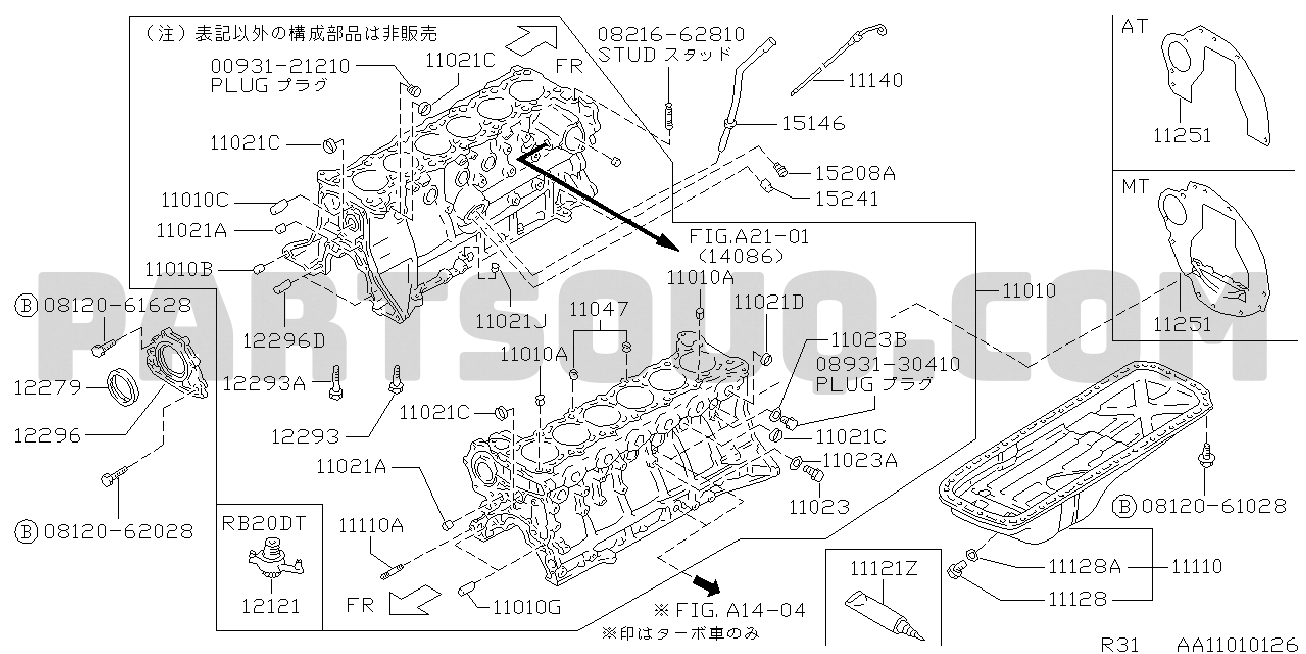 (注) 表記以外の構成部品は非販売
FR
08216-62810
STUD スタッド
00931-21210
PLUG プラグ
11021C
11140
15146
AT
11251
11021C
15208A
15241
MT
11251
11010C
11021A
11010B
FIG.A21-01
(14086)
11010A
11010
B 08120-61628
12296D
11021J
11047
11021D
11010A
11023B
08931-30410
PLUG プラグ
12279
12293A
12296
12293
11021C
11021C
11021A
11023A
11023
B 08120-62028
11110A
B 08120-61028
RB20DT
12121
FR
11010G
※ FIG. A14-04
※印はターボ車のみ
11121Z
11128A
11110
11128
R31 AA11010126
PARTSOUQ.COM